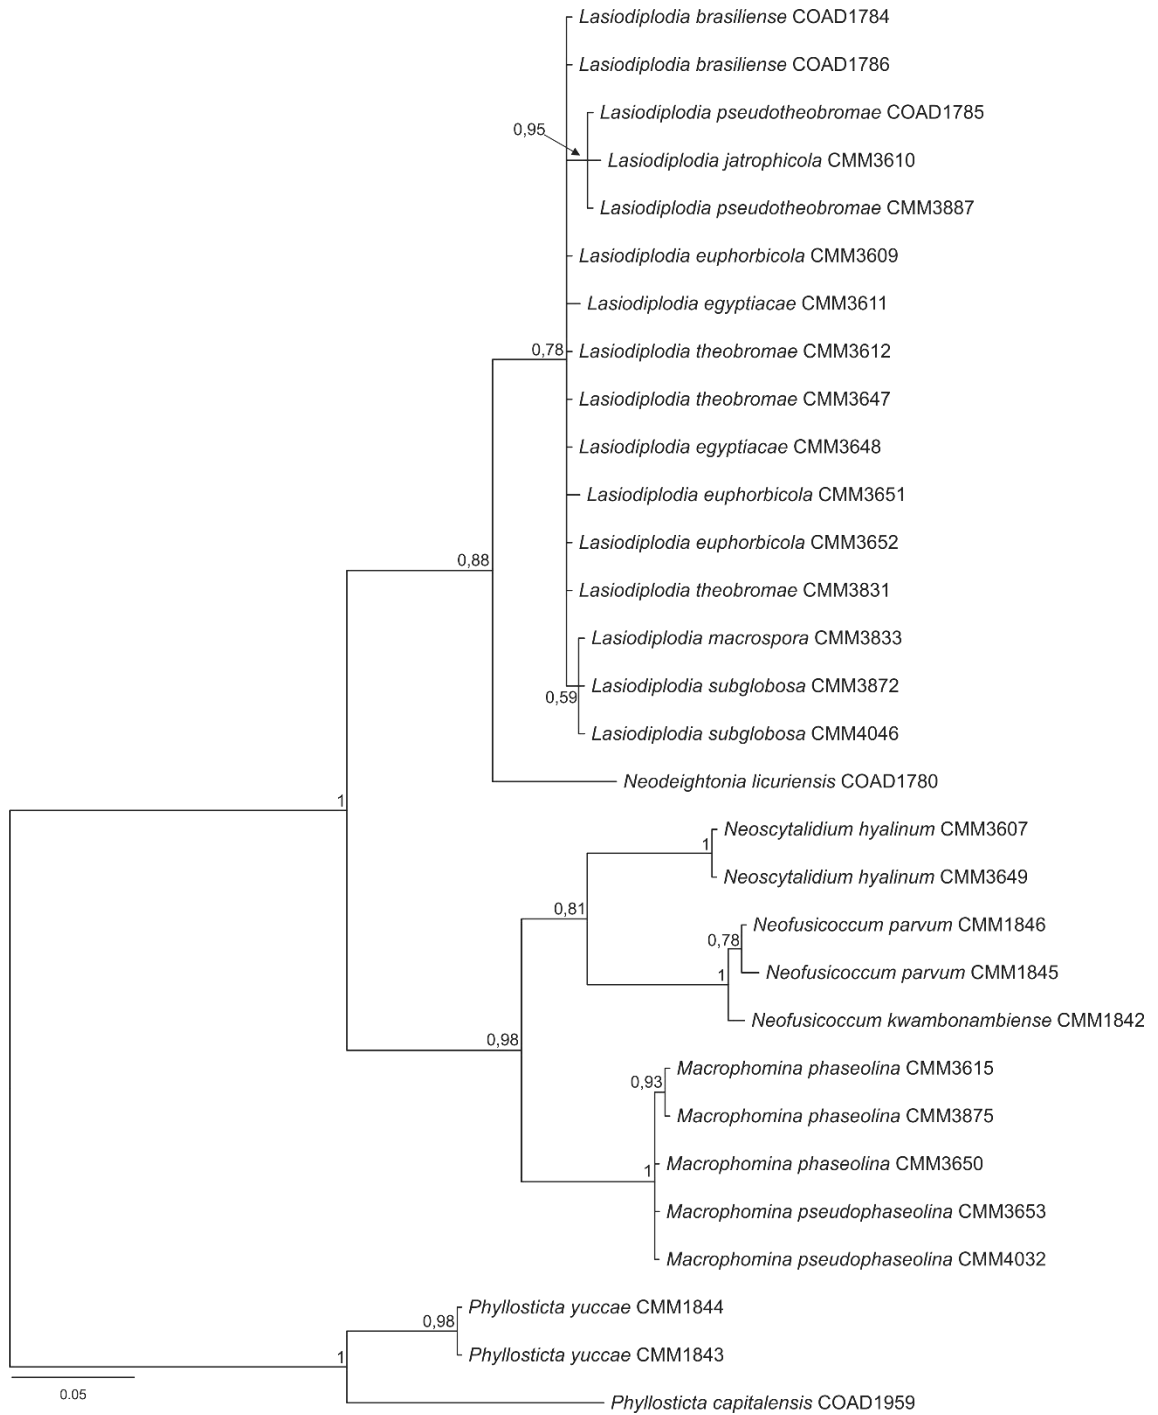 Lasiodiplodia brasiliense COAD1784
Lasiodiplodia brasiliense COAD1786
Lasiodiplodia pseudotheobromae COAD1785
0,95
Lasiodiplodia jatrophicola CMM3610
Lasiodiplodia pseudotheobromae CMM3887
Lasiodiplodia euphorbicola CMM3609
Lasiodiplodia egyptiacae CMM3611
0,78
Lasiodiplodia theobromae CMM3612
Lasiodiplodia theobromae CMM3647
Lasiodiplodia egyptiacae CMM3648
Lasiodiplodia euphorbicola CMM3651
Lasiodiplodia euphorbicola CMM3652
0,88
Lasiodiplodia theobromae CMM3831
Lasiodiplodia macrospora CMM3833
Lasiodiplodia subglobosa CMM3872
0,59
Lasiodiplodia subglobosa CMM4046
Neodeightonia licuriensis COAD1780
1
Neoscytalidium hyalinum CMM3607
1
Neoscytalidium hyalinum CMM3649
0,81
Neofusicoccum parvum CMM1846
0,78
Neofusicoccum parvum CMM1845
1
Neofusicoccum kwambonambiense CMM1842
0,98
Macrophomina phaseolina CMM3615
0,93
Macrophomina phaseolina CMM3875
Macrophomina phaseolina CMM3650
1
Macrophomina pseudophaseolina CMM3653
Macrophomina pseudophaseolina CMM4032
Phyllosticta yuccae CMM1844
0,98
Phyllosticta yuccae CMM1843
1
0.05
Phyllosticta capitalensis COAD1959